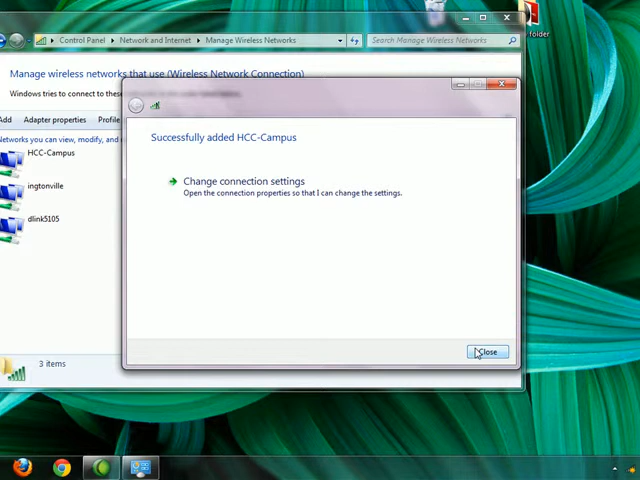 Control Panel ▸ Network and Internet ▸ Manage Wireless Networks
Search Manage Wireless Networks
folder
Manage wireless networks that use (Wireless Network Connection)
Windows tries to connect to these
Add Adapter properties Profile
Networks you can view, modify, and
HCC-Campus
ingtonville
dlink5105
3 items
Successfully added HCC-Campus
Change connection settings
Open the connection properties so that I can change the settings.
Close